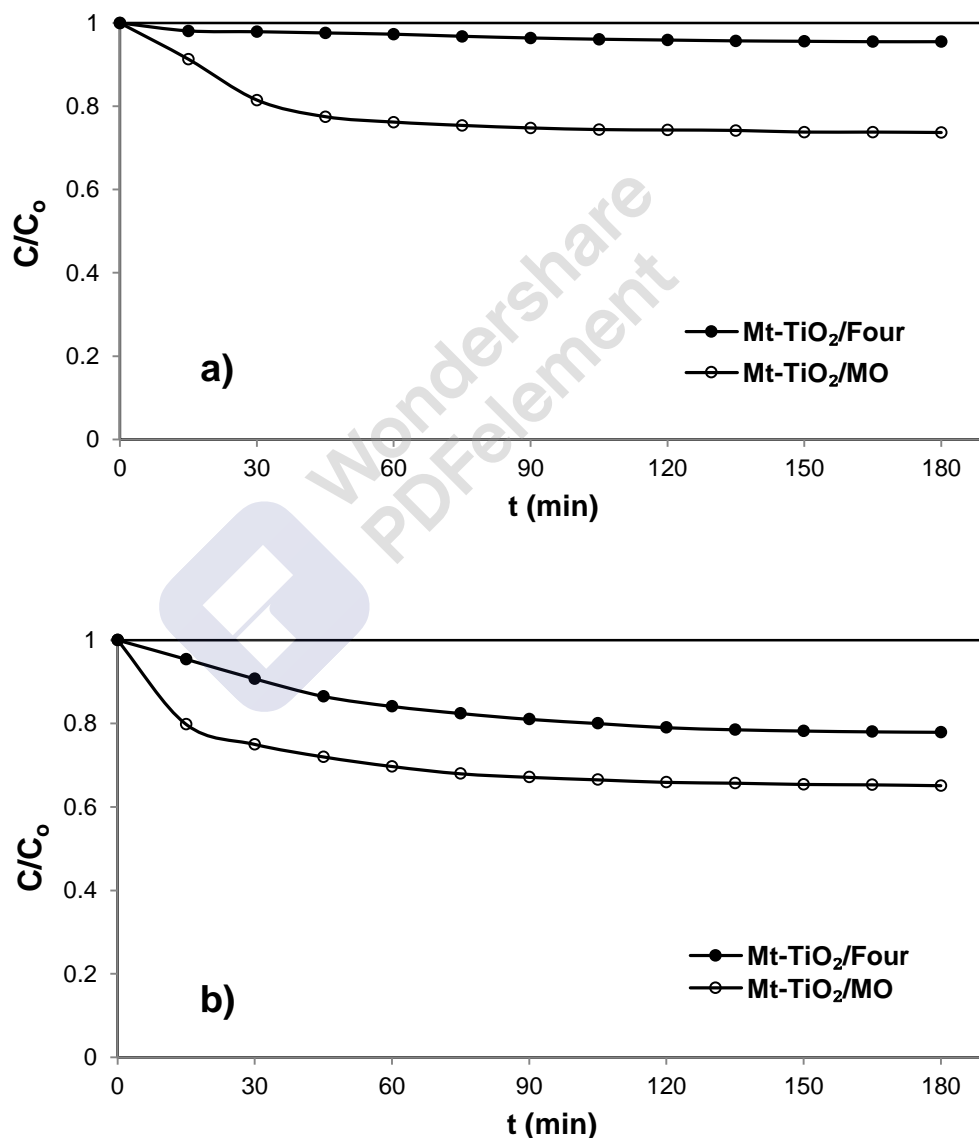 1
0.8
0.6
0.4
0.2
0
C/Co
a)
Mt-TiO₂/Four
Mt-TiO₂/MO
0 30 60 90 120 150 180
t (min)
Wondershare
PDFelement
1
0.8
0.6
0.4
0.2
0
C/Co
b)
Mt-TiO₂/Four
Mt-TiO₂/MO
0 30 60 90 120 150 180
t (min)